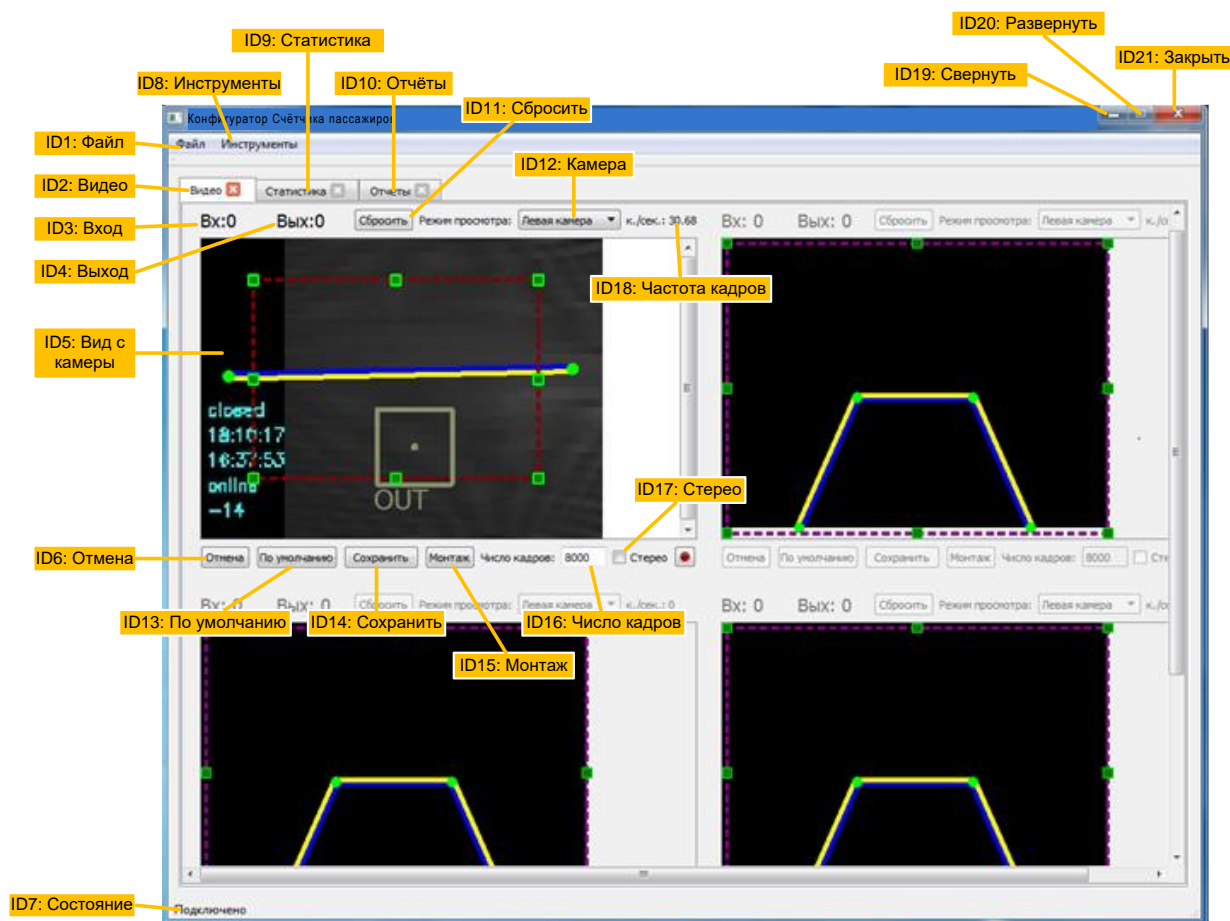 ID20: Развернуть
ID9: Статистика
ID21: Закрыть
ID19: Свернуть
ID8: Инструменты
ID10: Отчёты
ID11: Сбросить
Конфигуратор Счётчика пассажиров
ID1: Файл
Файл Инструменты
ID12: Камера
ID2: Видео
Видео Статистика Отчеты
ID3: Вход
Вх:0 Вых:0 Сбросить Режим просмотра: Левая камера к./сек.: 30.68
Вх: 0 Вых: 0 Сбросить Режим просмотра: Левая камера к./се
ID4: Выход
ID18: Частота кадров
ID5: Вид с
камеры
closed
18:10:17
16:37:53
online
-14
OUT
ID17: Стерео
ID6: Отмена
Отмена По умолчанию Сохранить Монтаж Число кадров: 8000 Стерео
Отмена По умолчанию Сохранить Монтаж Число кадров: 8000 Сте
Вх: 0 Вых: 0 Сбросить Режим просмотра: Левая камера к./сек.: 0
Вх: 0 Вых: 0 Сбросить Режим просмотра: Левая камера
ID13: По умолчанию
ID14: Сохранить
ID16: Число кадров
ID15: Монтаж
ID7: Состояние
Подключено